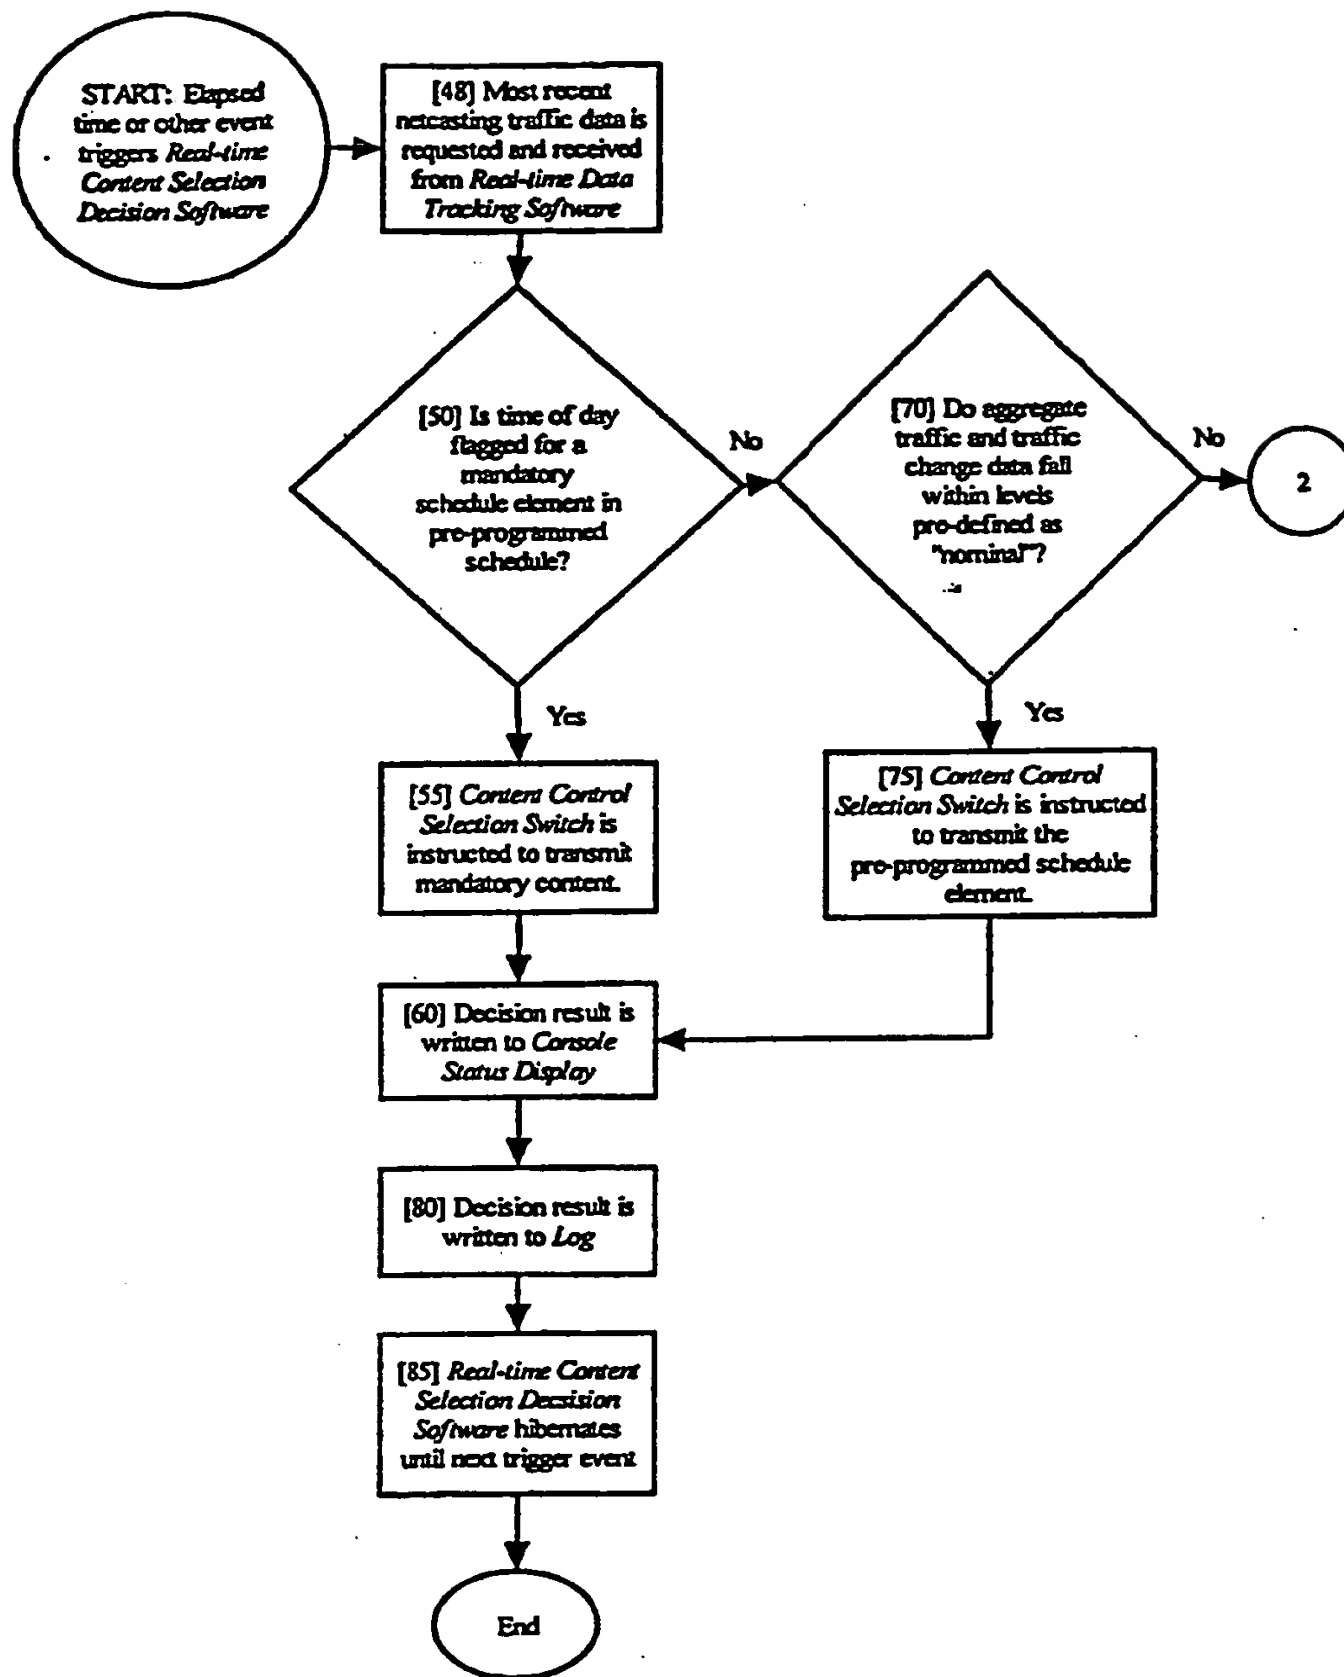 START: Elapsed
time or other event
triggers Real-time
Content Selection
Decision Software
[48] Most recent
netcasting traffic data is
requested and received
from Real-time Data
Tracking Software
[50] Is time of day
flagged for a
mandatory
schedule element in
pre-programmed
schedule?
No
[70] Do aggregate
traffic and traffic
change data fall
within levels
pre-defined as
"nominal"?
No
2
Yes
Yes
[55] Content Control
Selection Switch is
instructed to transmit
mandatory content.
[75] Content Control
Selection Switch is instructed
to transmit the
pre-programmed schedule
element.
[60] Decision result is
written to Console
Status Display
[80] Decision result is
written to Log
[85] Real-time Content
Selection Decsision
Software hibernates
until next trigger event
End